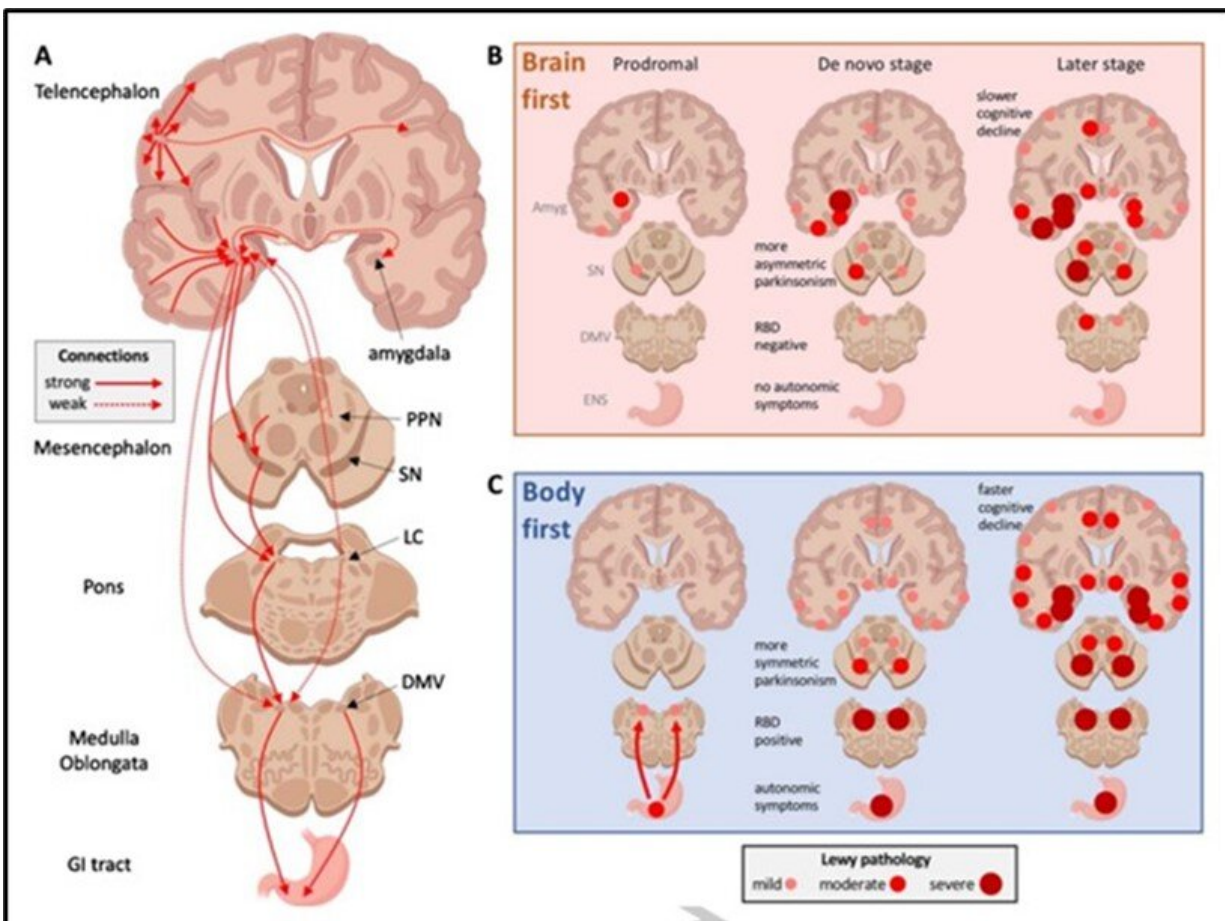 A
Telencephalon
Connections
strong
weak
amygdala
Mesencephalon
PPN
SN
Pons
LC
Medulla
Oblongata
DMV
GI tract
B
Brain
first
Prodromal
De novo stage
Later stage
slower
cognitive
decline
Amyg
SN
more
asymmetric
parkinsonism
DMV
RBD
negative
ENS
no autonomic
symptoms
C
Body
first
faster
cognitive
decline
more
symmetric
parkinsonism
RBD
positive
autonomic
symptoms
Lewy pathology
mild moderate severe